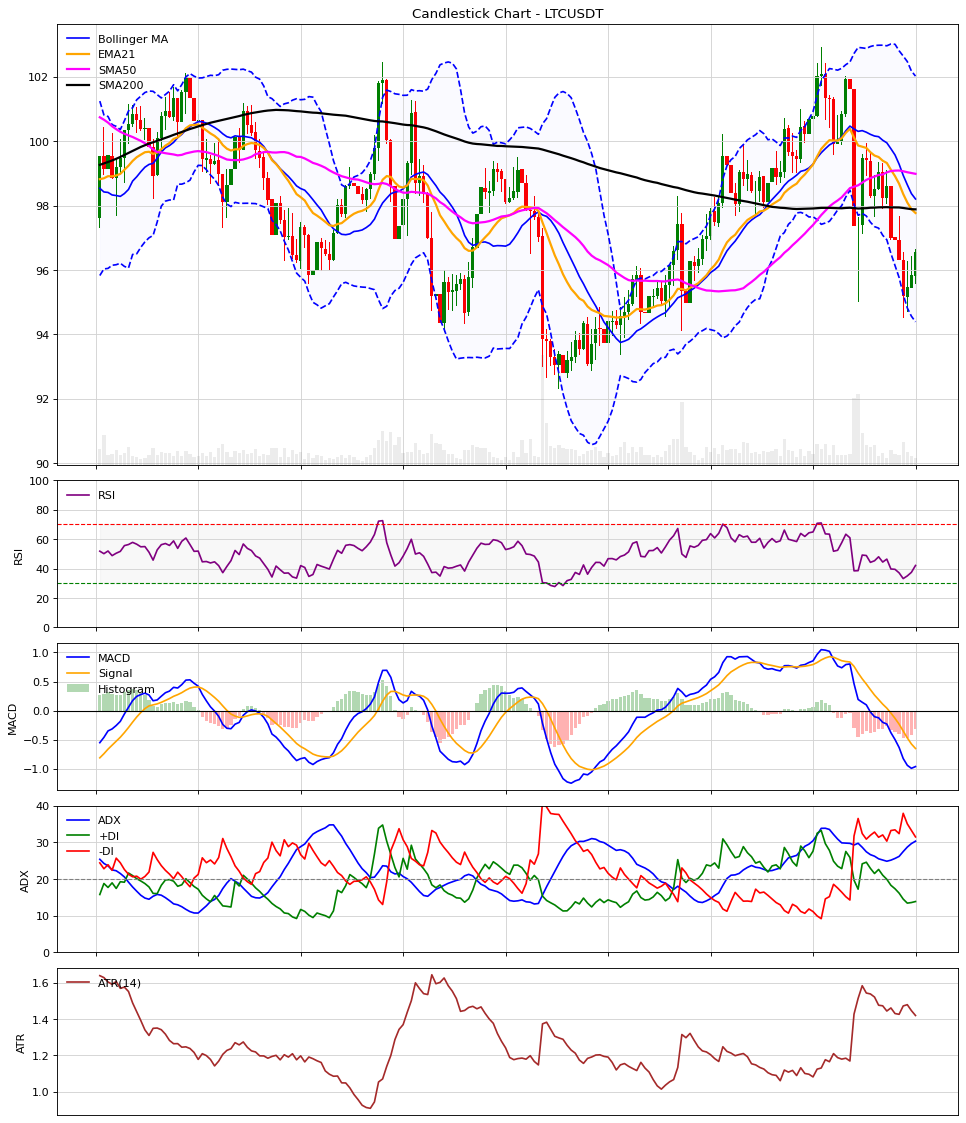 Candlestick Chart - LTCUSDT
Bollinger MA
EMA21
SMA50
SMA200
102
100
98
96
94
92
90
RSI
RSI
100
80
60
40
20
0
MACD
Signal
Histogram
MACD
1.0
0.5
0.0
−0.5
−1.0
ADX
+DI
-DI
ADX
40
30
20
10
0
ATR(14)
ATR
1.6
1.4
1.2
1.0